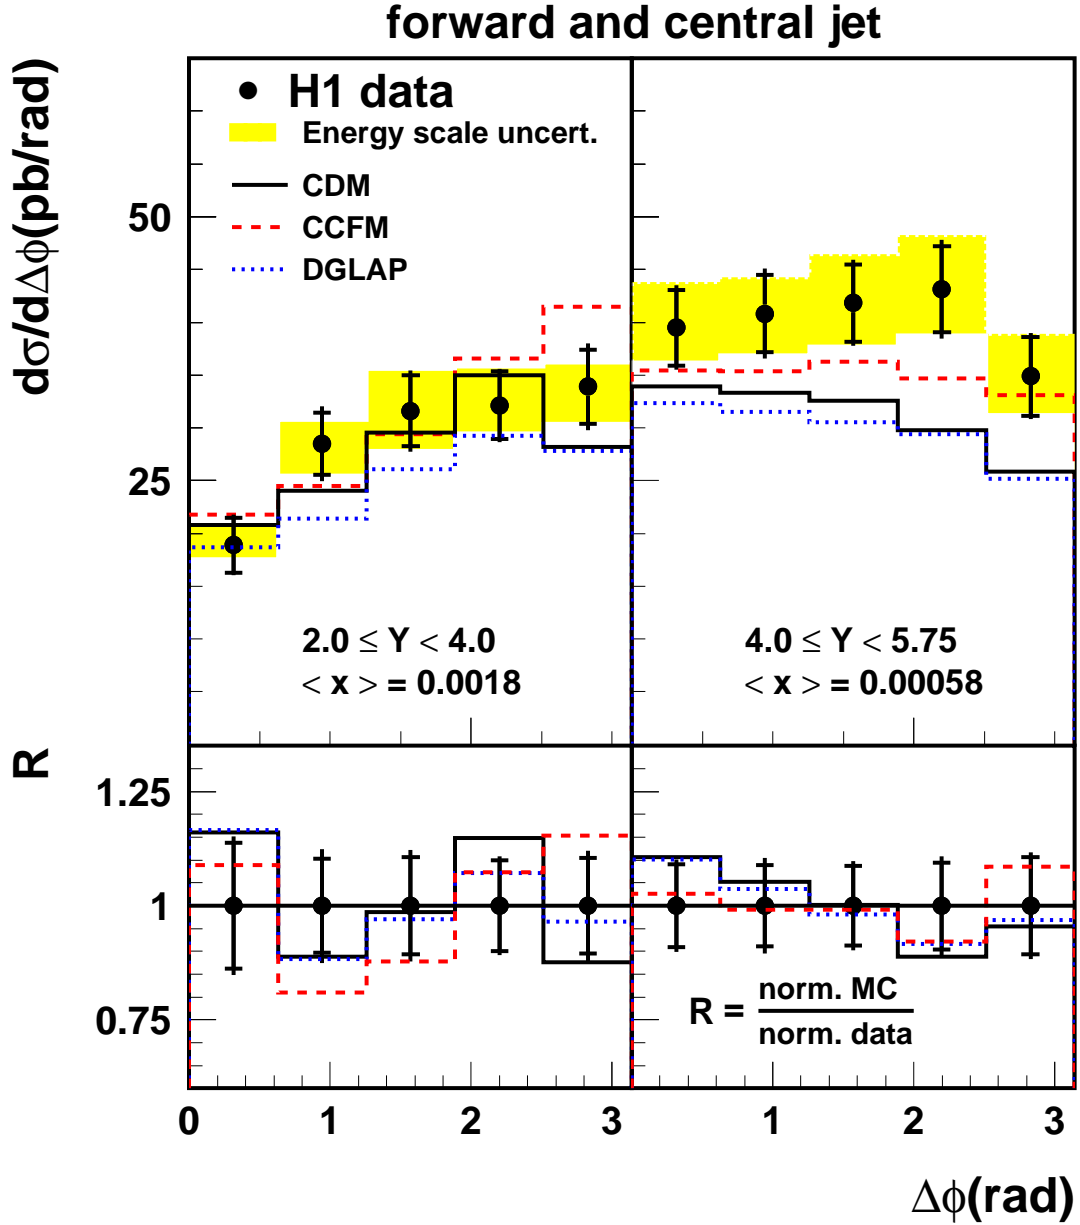 forward and central jet
dσ/dΔϕ(pb/rad)
H1 data
Energy scale uncert.
CDM
CCFM
DGLAP
50
25
2.0 ≤ Y < 4.0
< x > = 0.0018
4.0 ≤ Y < 5.75
< x > = 0.00058
R
1.25
1
0.75
R = norm. MC
norm. data
0 1 2 3 1 2 3
Δϕ(rad)